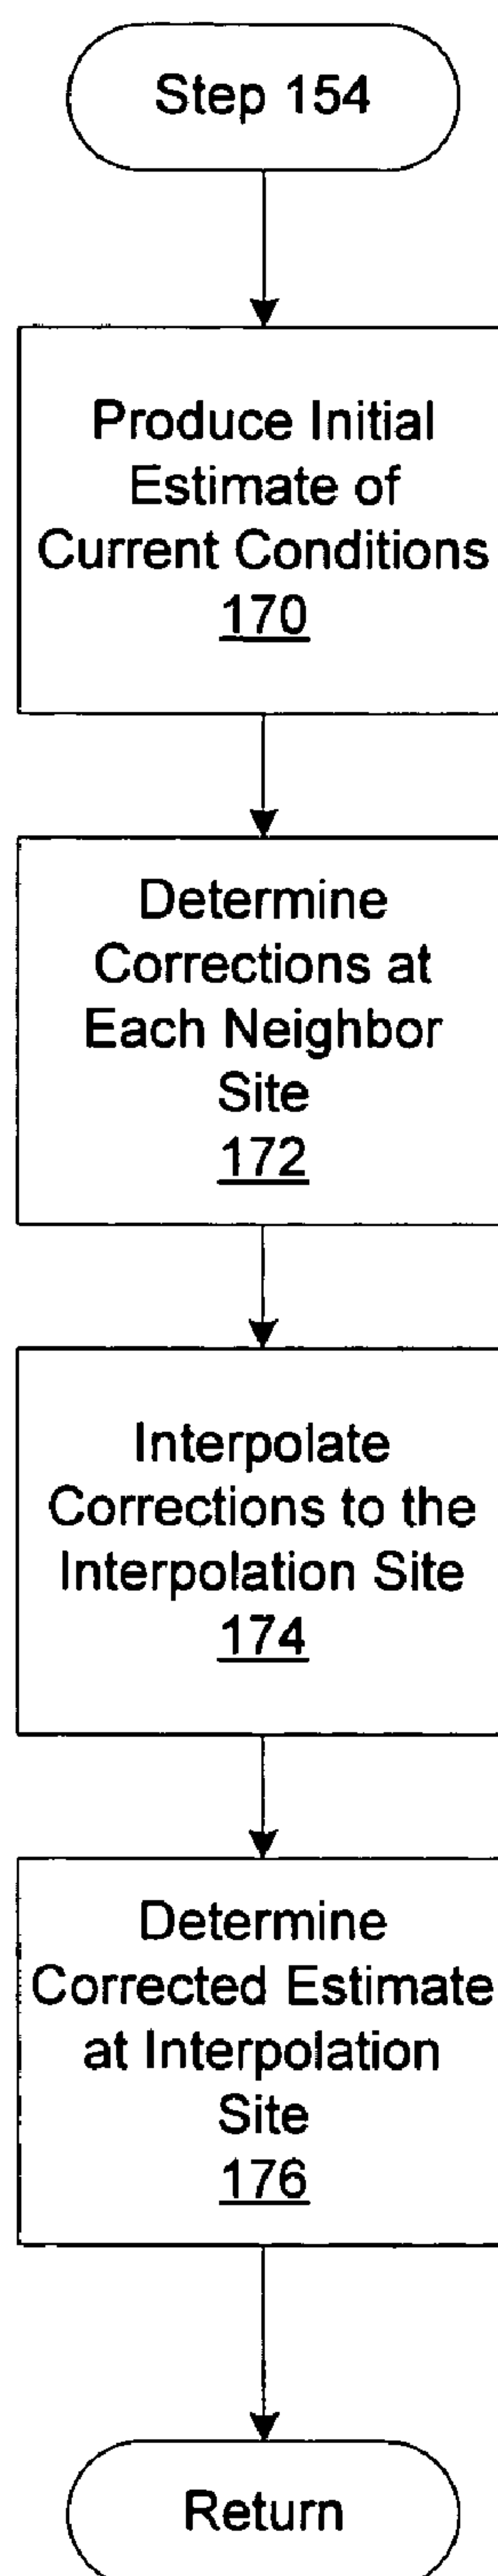 Step 154
Produce Initial
Estimate of
Current Conditions
170
Determine
Corrections at
Each Neighbor
Site
172
Interpolate
Corrections to the
Interpolation Site
174
Determine
Corrected Estimate
at Interpolation
Site
176
Return